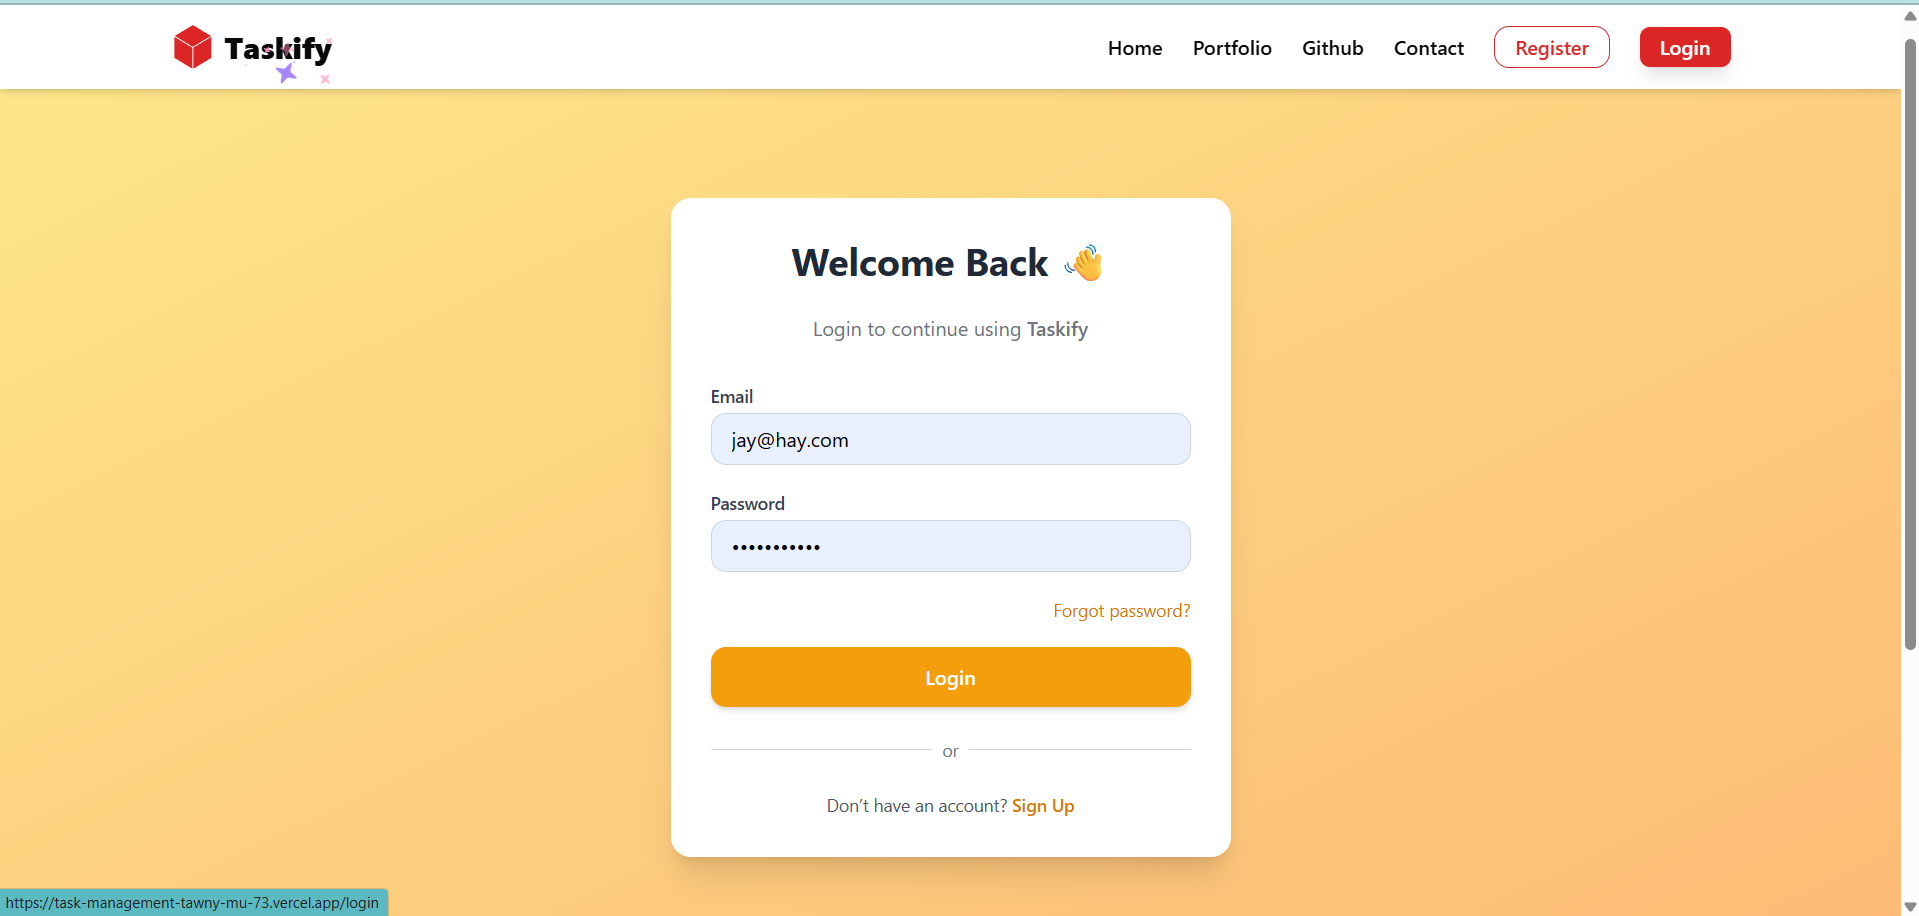 Taskify
Home Portfolio Github Contact Register Login
Welcome Back 👋
Login to continue using Taskify
Email
jay@hay.com
Password
•••••••••••
Forgot password?
Login
or
Don’t have an account? Sign Up
https://task-management-tawny-mu-73.vercel.app/login